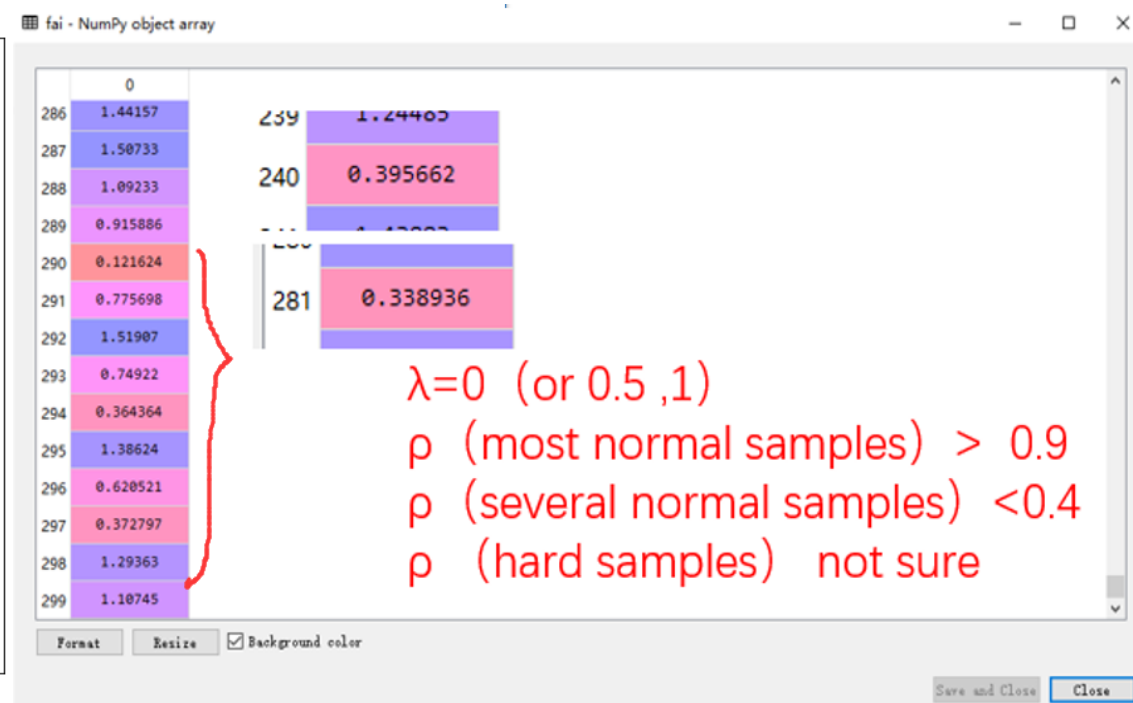 fai - NumPy object array
0
286 1.44157
287 1.50733
288 1.09233
289 0.915886
290 0.121624
291 0.775698
292 1.51907
293 0.74922
294 0.364364
295 1.38624
296 0.620521
297 0.372797
298 1.29363
299 1.10745
239 1.24485
240 0.395662
281 0.338936
λ=0（or 0.5 ,1）
ρ（most normal samples）> 0.9
ρ（several normal samples）<0.4
ρ （hard samples） not sure
Format Resize Background color
Save and Close Close